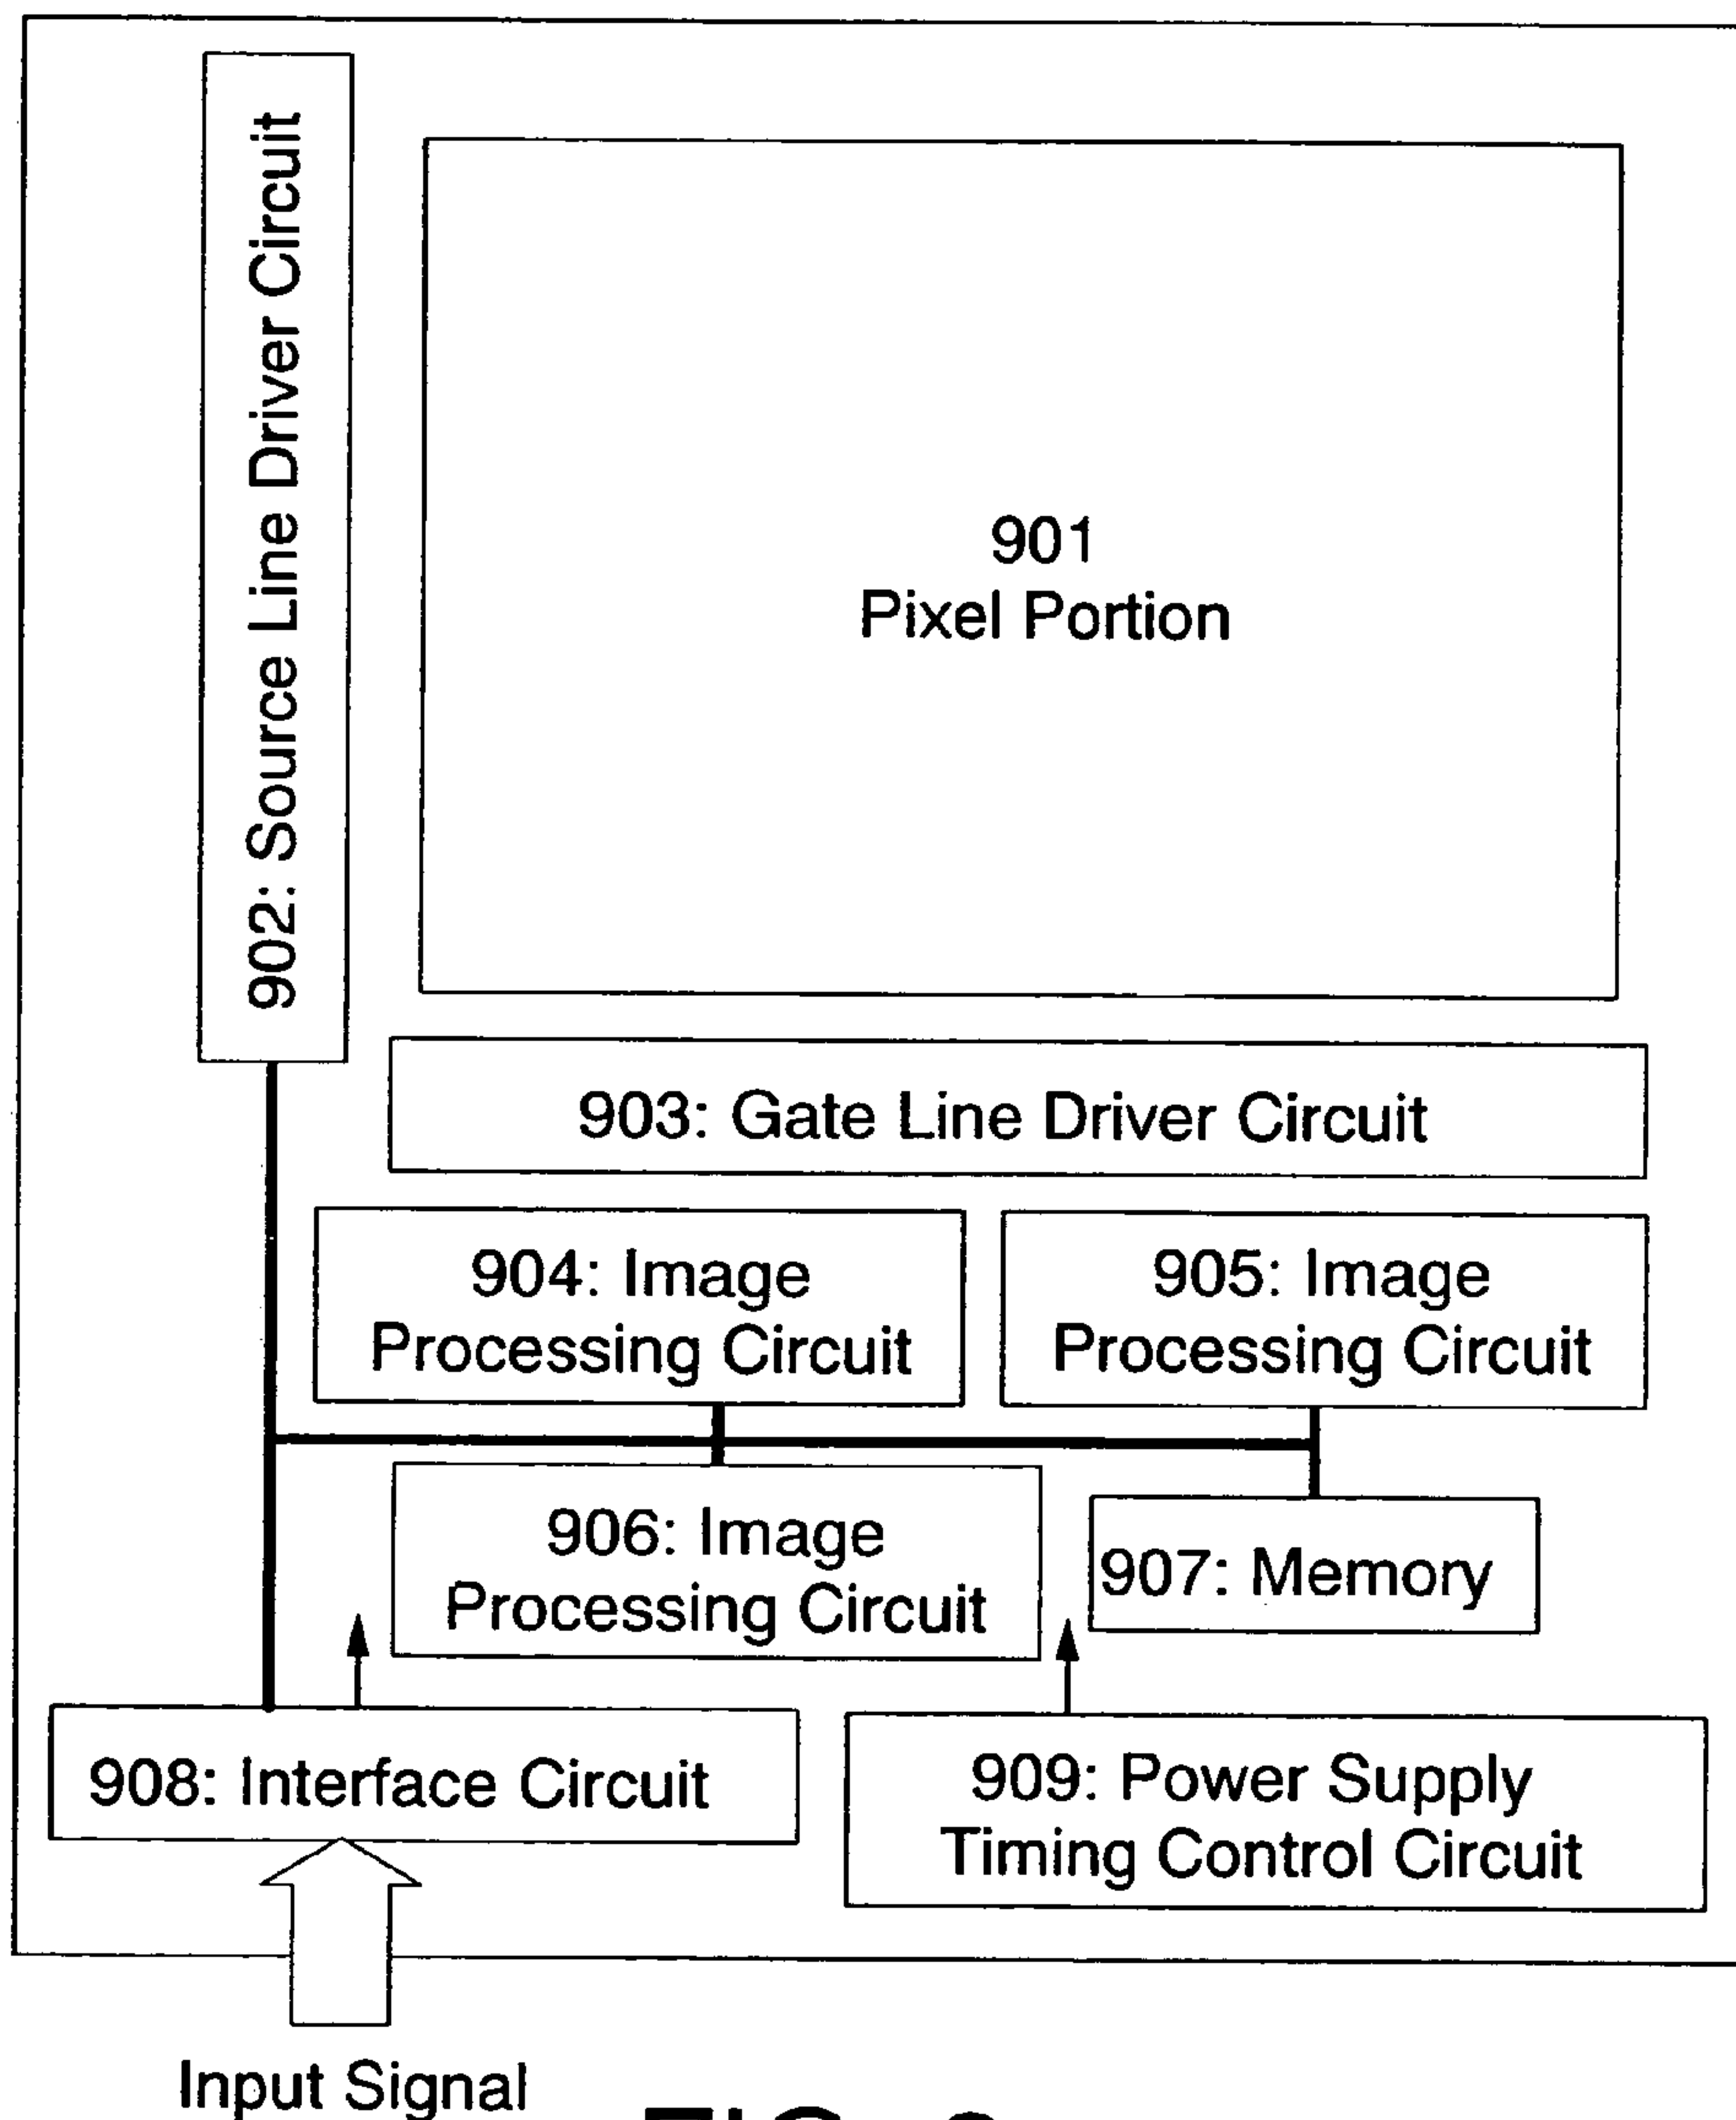 902: Source Line Driver Circuit
901
Pixel Portion
903: Gate Line Driver Circuit
904: Image
Processing Circuit
905: Image
Processing Circuit
906: Image
Processing Circuit
907: Memory
908: Interface Circuit
909: Power Supply
Timing Control Circuit
Input Signal